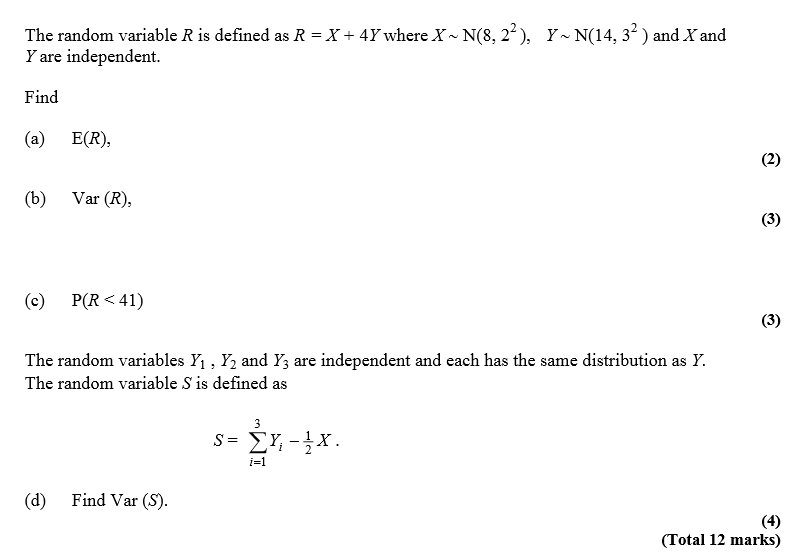 The random variable R is defined as R = X + 4Y where X ~ N(8, 2²), Y ~ N(14, 3²) and X and
Y are independent.
Find
(a) E(R),
(2)
(b) Var (R),
(3)
(c) P(R < 41)
(3)
The random variables Y₁ , Y₂ and Y₃ are independent and each has the same distribution as Y.
The random variable S is defined as
S = ∑³ᵢ₌₁ Yᵢ − ½ X .
(d) Find Var (S).
(4)
(Total 12 marks)